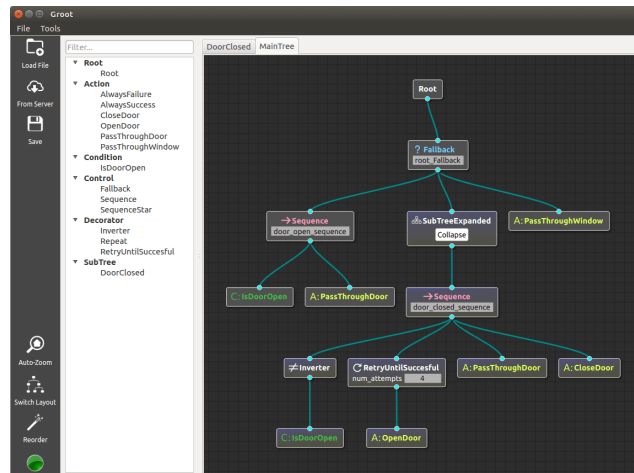 Groot
File Tools
Load File
From Server
Save
Auto-Zoom
Switch Layout
Reorder
Filter...
Root
Root
Action
AlwaysFailure
AlwaysSuccess
CloseDoor
OpenDoor
PassThroughDoor
PassThroughWindow
Condition
IsDoorOpen
Control
Fallback
Sequence
SequenceStar
Decorator
Inverter
Repeat
RetryUntilSuccesful
SubTree
DoorClosed
DoorClosed MainTree
Root
? Fallback
root_Fallback
→Sequence
door_open_sequence
SubTreeExpanded
Collapse
A: PassThroughWindow
C: IsDoorOpen
A: PassThroughDoor
→Sequence
door_closed_sequence
≠ Inverter
RetryUntilSuccesful
num_attempts 4
A: PassThroughDoor
A: CloseDoor
C: IsDoorOpen
A: OpenDoor